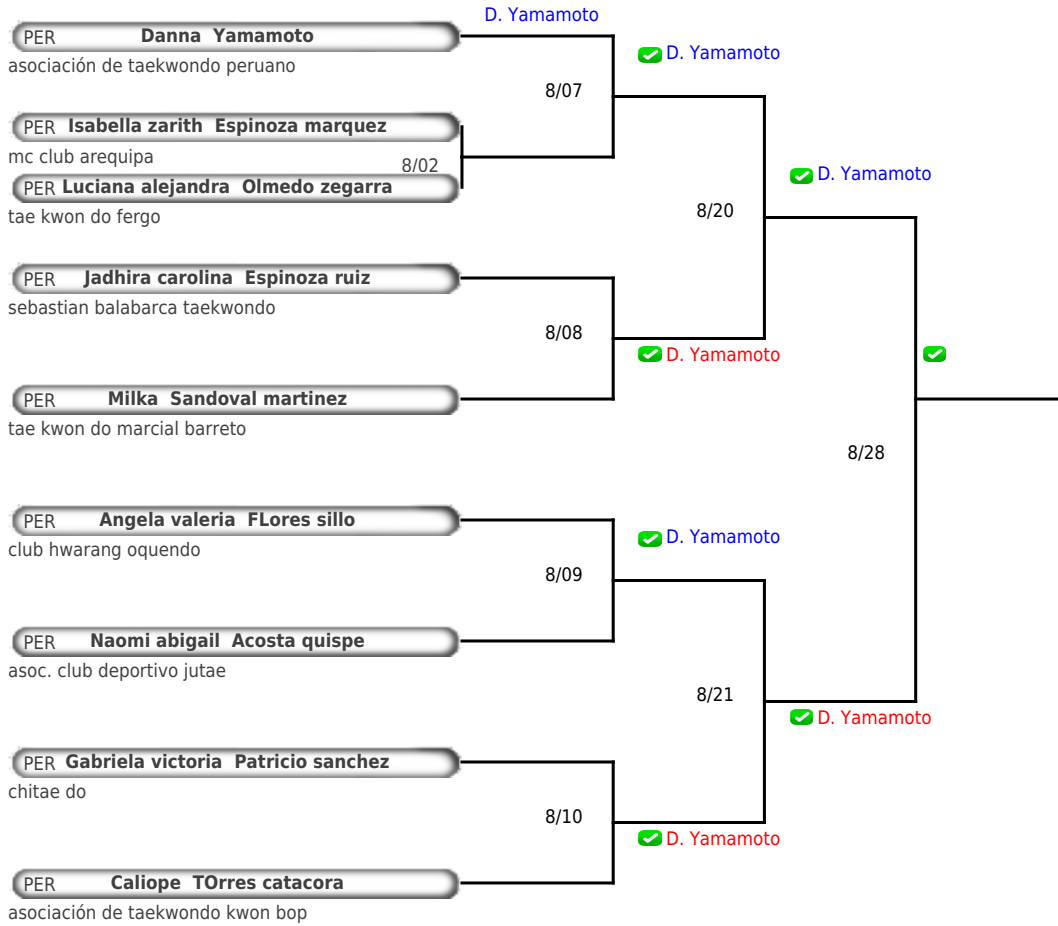 D. Yamamoto
PER Danna Yamamoto
asociación de taekwondo peruano
D. Yamamoto
8/07
PER Isabella zarith Espinoza marquez
mc club arequipa
8/02
PER Luciana alejandra Olmedo zegarra
tae kwon do fergo
D. Yamamoto
8/20
PER Jadhira carolina Espinoza ruiz
sebastian balabarca taekwondo
8/08
D. Yamamoto
PER Milka Sandoval martinez
tae kwon do marcial barreto
8/28
PER Angela valeria FLores sillo
club hwarang oquendo
D. Yamamoto
8/09
PER Naomi abigail Acosta quispe
asoc. club deportivo jutae
8/21
D. Yamamoto
PER Gabriela victoria Patricio sanchez
chitae do
8/10
D. Yamamoto
PER Caliope TOrres catacora
asociación de taekwondo kwon bop